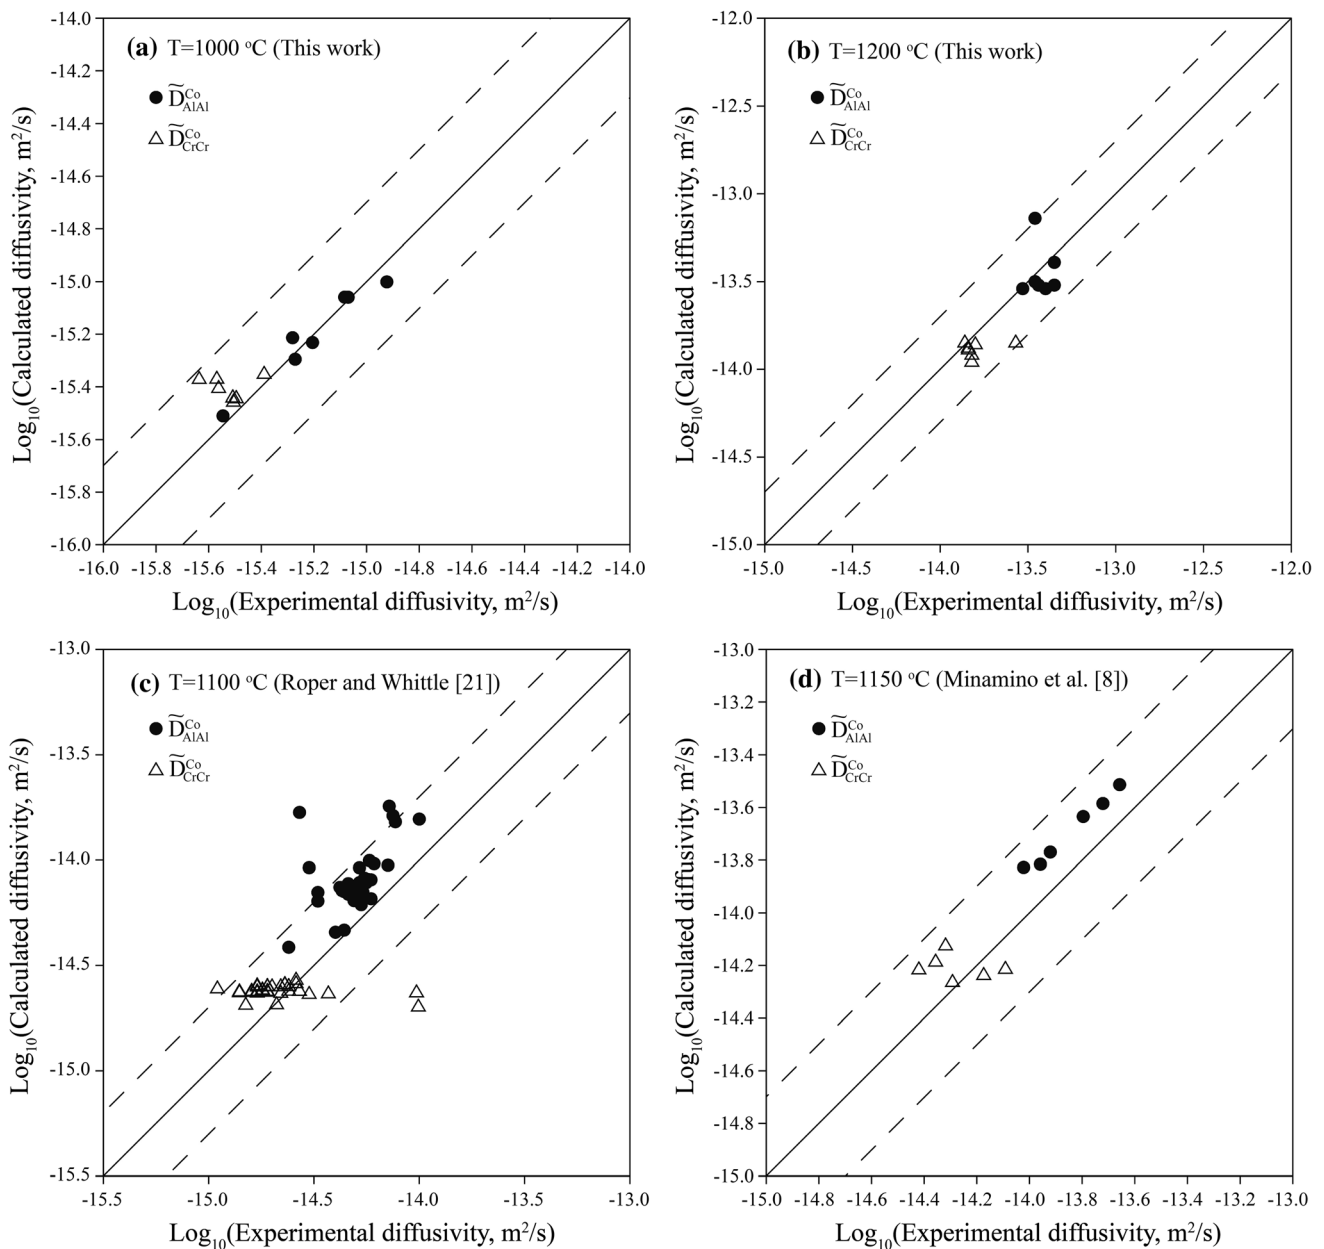 (a) T=1000 °C (This work)
D̃ᶜᵒAlAl
D̃ᶜᵒCrCr
Log₁₀(Calculated diffusivity, m²/s)
-14.0
-14.2
-14.4
-14.6
-14.8
-15.0
-15.2
-15.4
-15.6
-15.8
-16.0
-16.0 -15.8 -15.6 -15.4 -15.2 -15.0 -14.8 -14.6 -14.4 -14.2 -14.0
Log₁₀(Experimental diffusivity, m²/s)
(b) T=1200 °C (This work)
D̃ᶜᵒAlAl
D̃ᶜᵒCrCr
Log₁₀(Calculated diffusivity, m²/s)
-12.0
-12.5
-13.0
-13.5
-14.0
-14.5
-15.0
-15.0 -14.5 -14.0 -13.5 -13.0 -12.5 -12.0
Log₁₀(Experimental diffusivity, m²/s)
(c) T=1100 °C (Roper and Whittle [21])
D̃ᶜᵒAlAl
D̃ᶜᵒCrCr
Log₁₀(Calculated diffusivity, m²/s)
-13.0
-13.5
-14.0
-14.5
-15.0
-15.5
-15.5 -15.0 -14.5 -14.0 -13.5 -13.0
Log₁₀(Experimental diffusivity, m²/s)
(d) T=1150 °C (Minamino et al. [8])
D̃ᶜᵒAlAl
D̃ᶜᵒCrCr
Log₁₀(Calculated diffusivity, m²/s)
-13.0
-13.2
-13.4
-13.6
-13.8
-14.0
-14.2
-14.4
-14.6
-14.8
-15.0
-15.0 -14.8 -14.6 -14.4 -14.2 -14.0 -13.8 -13.6 -13.4 -13.2 -13.0
Log₁₀(Experimental diffusivity, m²/s)